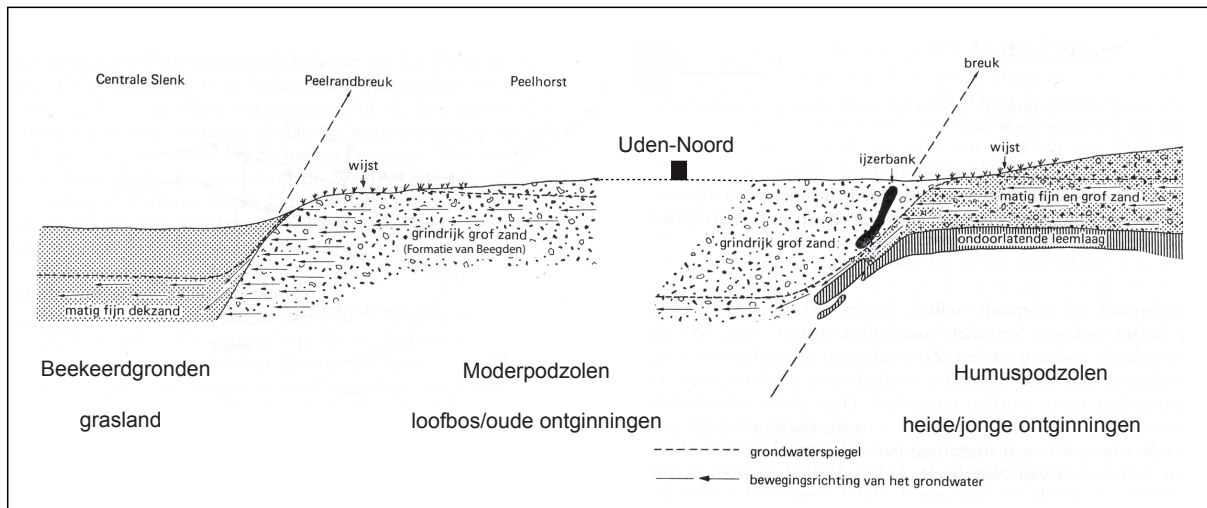 Centrale Slenk
Peelrandbreuk
Peelhorst
wijst
grindrijk grof zand
(Formatie van Beegden)
matig fijn dekzand
Uden-Noord
breuk
ijzerbank
wijst
matig fijn en grof zand
grindrijk grof zand
ondoorlatende leemlaag
Beekeerdgronden
Moderpodzolen
Humuspodzolen
grasland
loofbos/oude ontginningen
heide/jonge ontginningen
grondwaterspiegel
bewegingsrichting van het grondwater